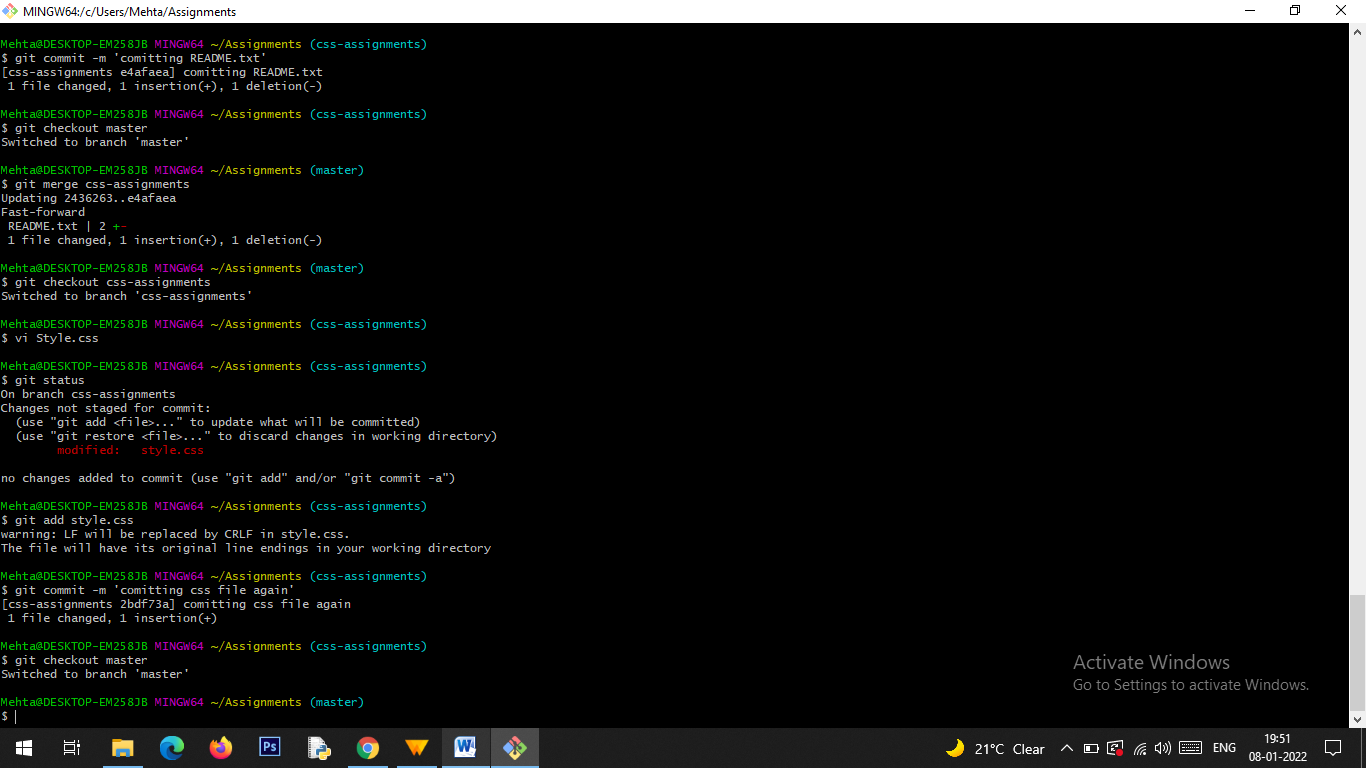 MINGW64:/c/Users/Mehta/Assignments
Mehta@DESKTOP-EM258JB MINGW64 ~/Assignments (css-assignments)
$ git commit -m 'comitting README.txt'
[css-assignments e4afaea] comitting README.txt
 1 file changed, 1 insertion(+), 1 deletion(-)
Mehta@DESKTOP-EM258JB MINGW64 ~/Assignments (css-assignments)
$ git checkout master
Switched to branch 'master'
Mehta@DESKTOP-EM258JB MINGW64 ~/Assignments (master)
$ git merge css-assignments
Updating 2436263..e4afaea
Fast-forward
 README.txt | 2 +-
 1 file changed, 1 insertion(+), 1 deletion(-)
Mehta@DESKTOP-EM258JB MINGW64 ~/Assignments (master)
$ git checkout css-assignments
Switched to branch 'css-assignments'
Mehta@DESKTOP-EM258JB MINGW64 ~/Assignments (css-assignments)
$ vi Style.css
Mehta@DESKTOP-EM258JB MINGW64 ~/Assignments (css-assignments)
$ git status
On branch css-assignments
Changes not staged for commit:
  (use "git add <file>..." to update what will be committed)
  (use "git restore <file>..." to discard changes in working directory)
        modified:   style.css
no changes added to commit (use "git add" and/or "git commit -a")
Mehta@DESKTOP-EM258JB MINGW64 ~/Assignments (css-assignments)
$ git add style.css
warning: LF will be replaced by CRLF in style.css.
The file will have its original line endings in your working directory
Mehta@DESKTOP-EM258JB MINGW64 ~/Assignments (css-assignments)
$ git commit -m 'comitting css file again'
[css-assignments 2bdf73a] comitting css file again
 1 file changed, 1 insertion(+)
Mehta@DESKTOP-EM258JB MINGW64 ~/Assignments (css-assignments)
$ git checkout master
Switched to branch 'master'
Mehta@DESKTOP-EM258JB MINGW64 ~/Assignments (master)
$
Activate Windows
Go to Settings to activate Windows.
Ps
W
21°C Clear
ENG
19:51
08-01-2022